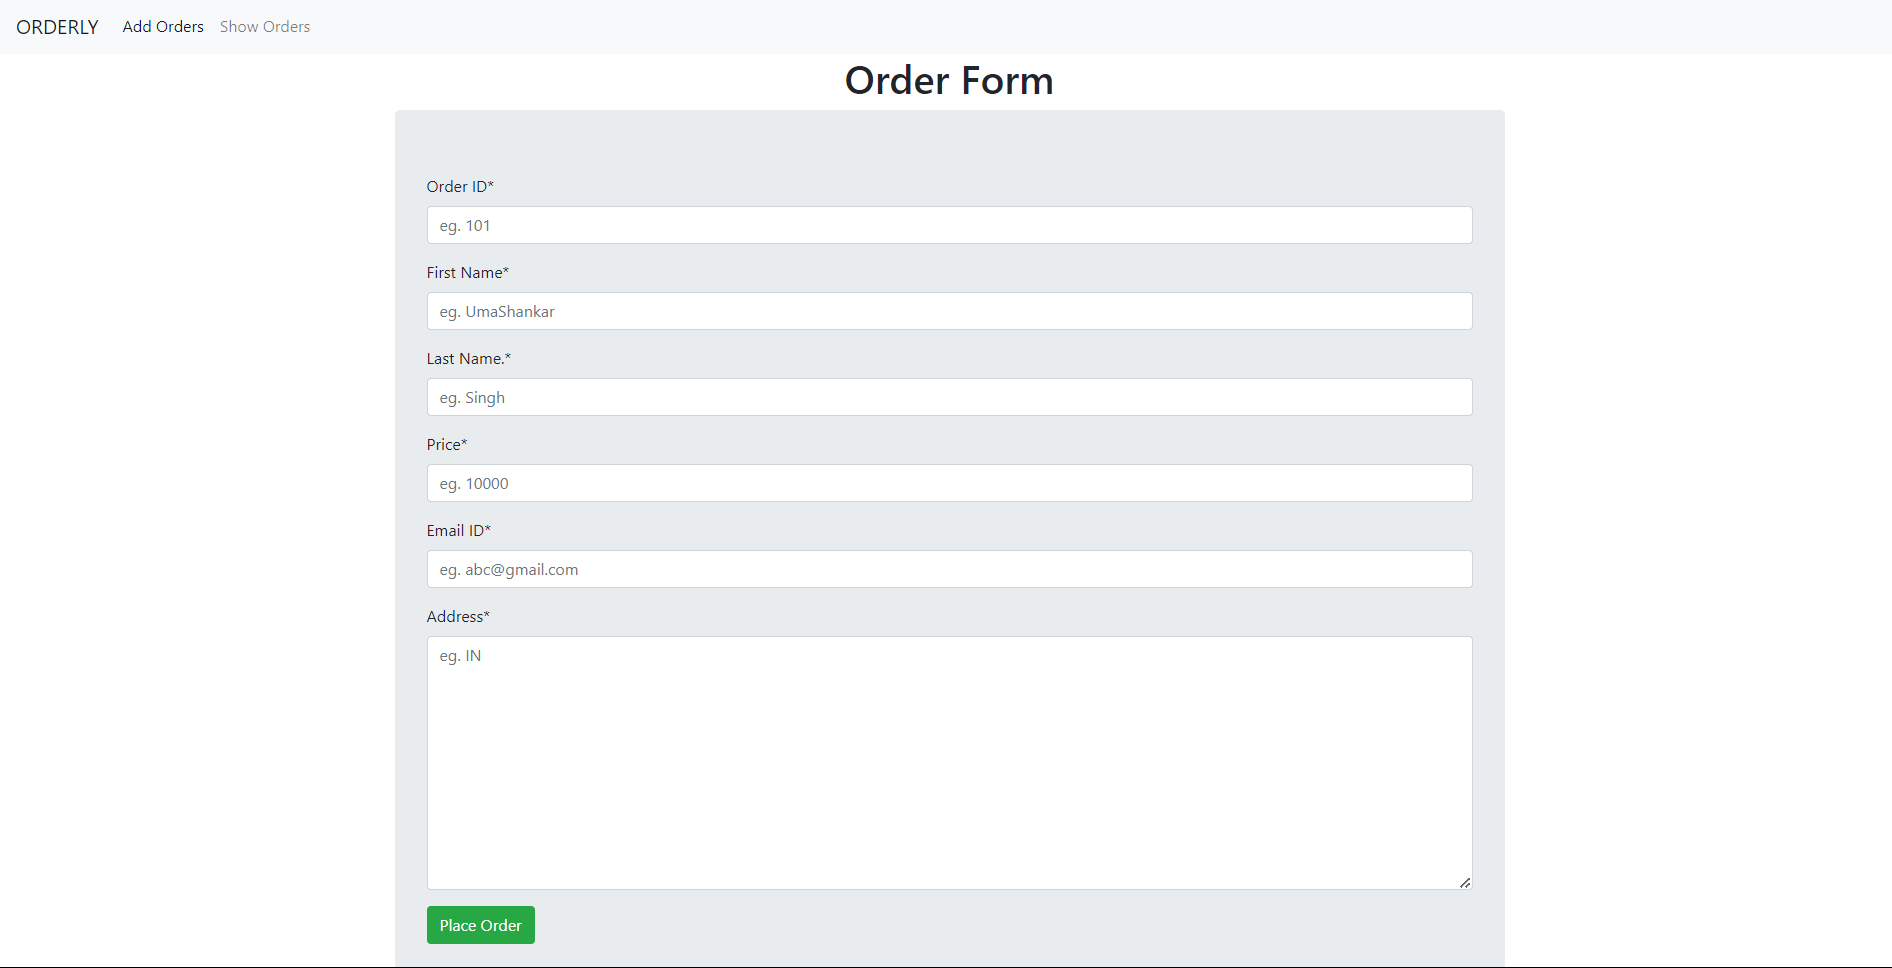 ORDERLY Add Orders Show Orders
Order Form
Order ID*
eg. 101
First Name*
eg. UmaShankar
Last Name.*
eg. Singh
Price*
eg. 10000
Email ID*
eg. abc@gmail.com
Address*
eg. IN
Place Order